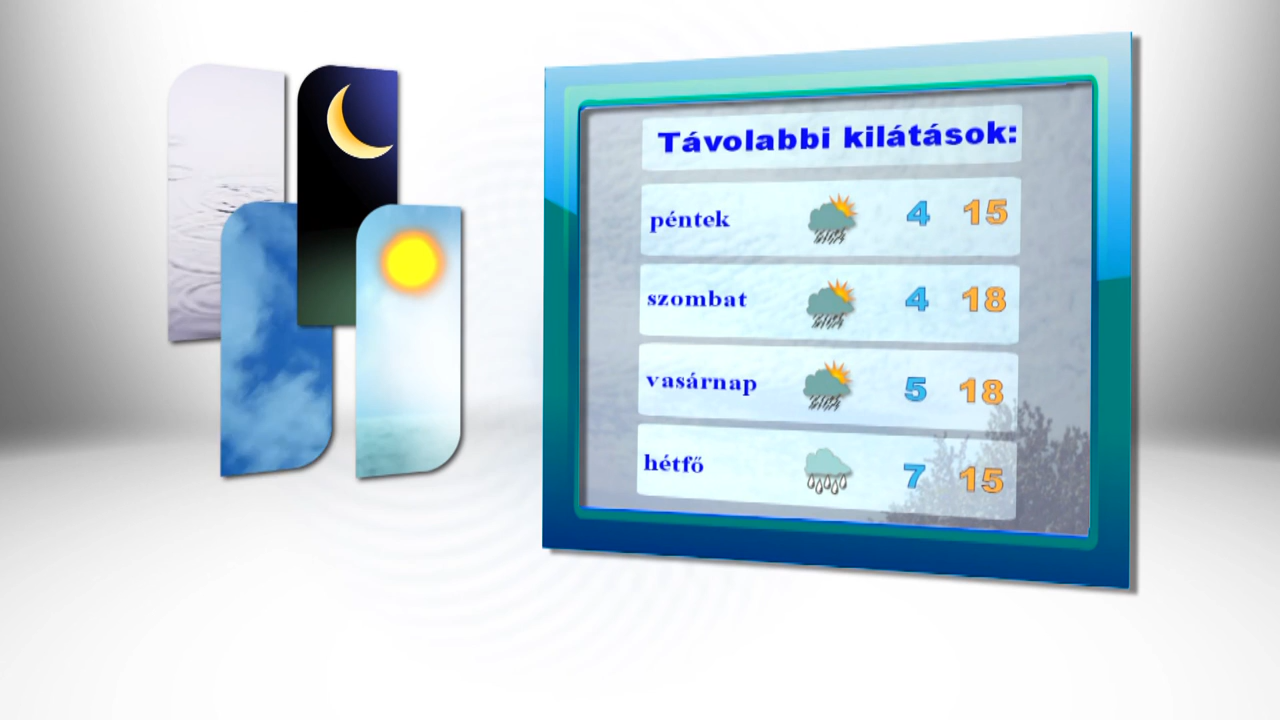 Távolabbi kilátások:
péntek 4 15
szombat 4 18
vasárnap 5 18
hétfő 7 15